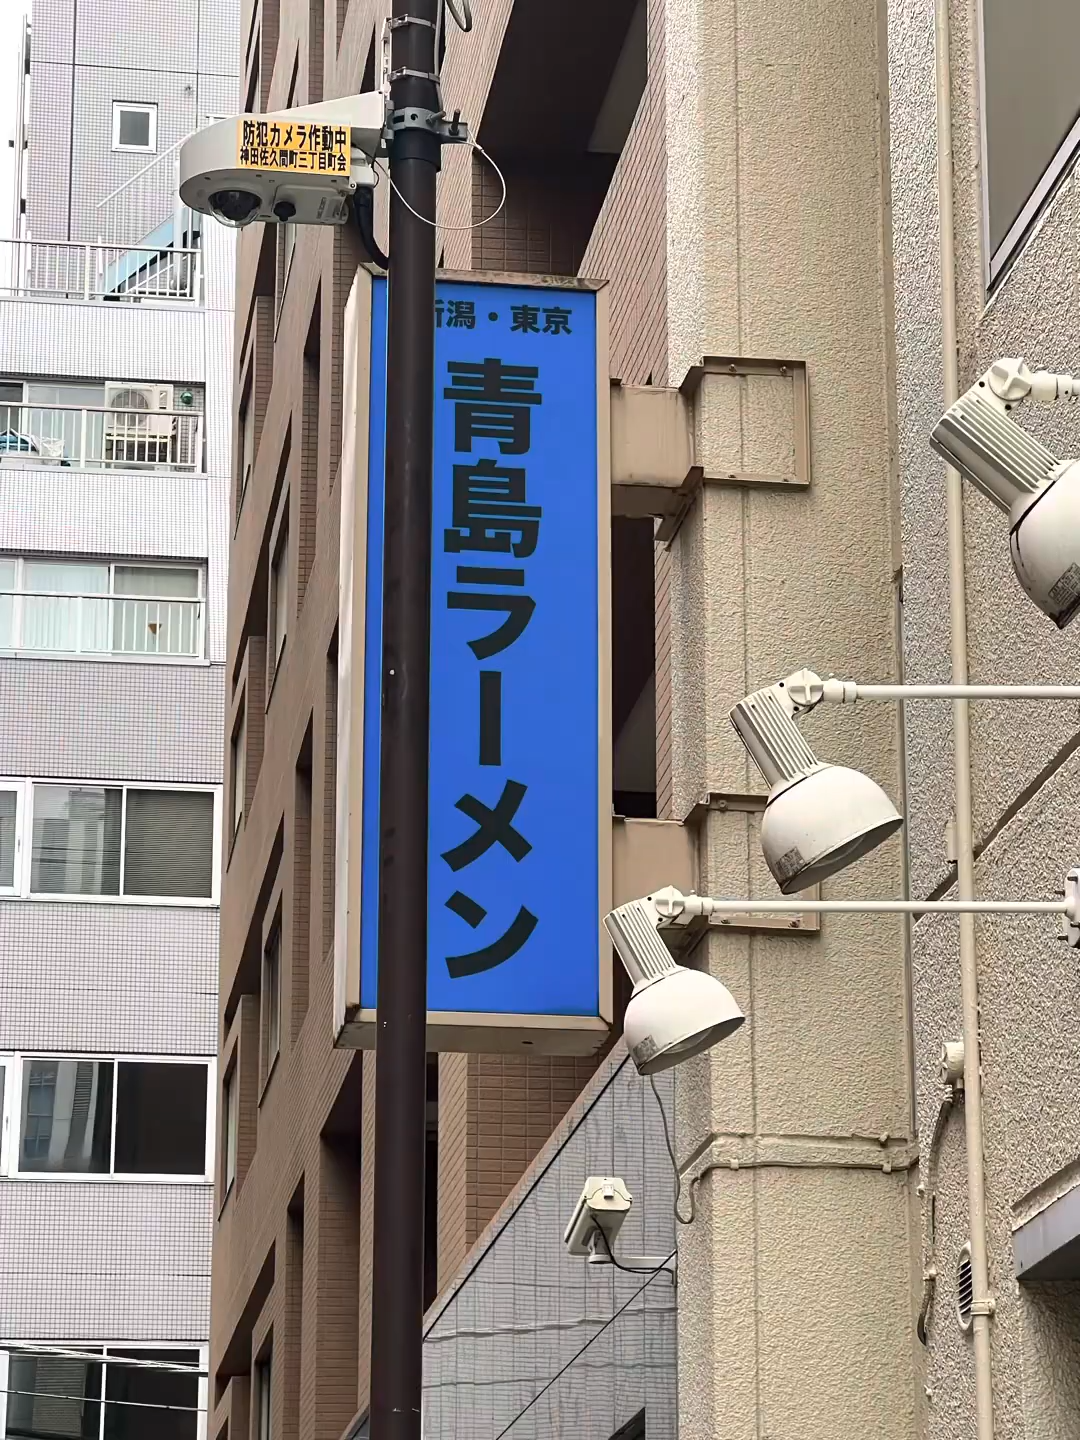 防犯カメラ作動中
神田佐久間町三丁目町会
潟・東京
青島ラーメン